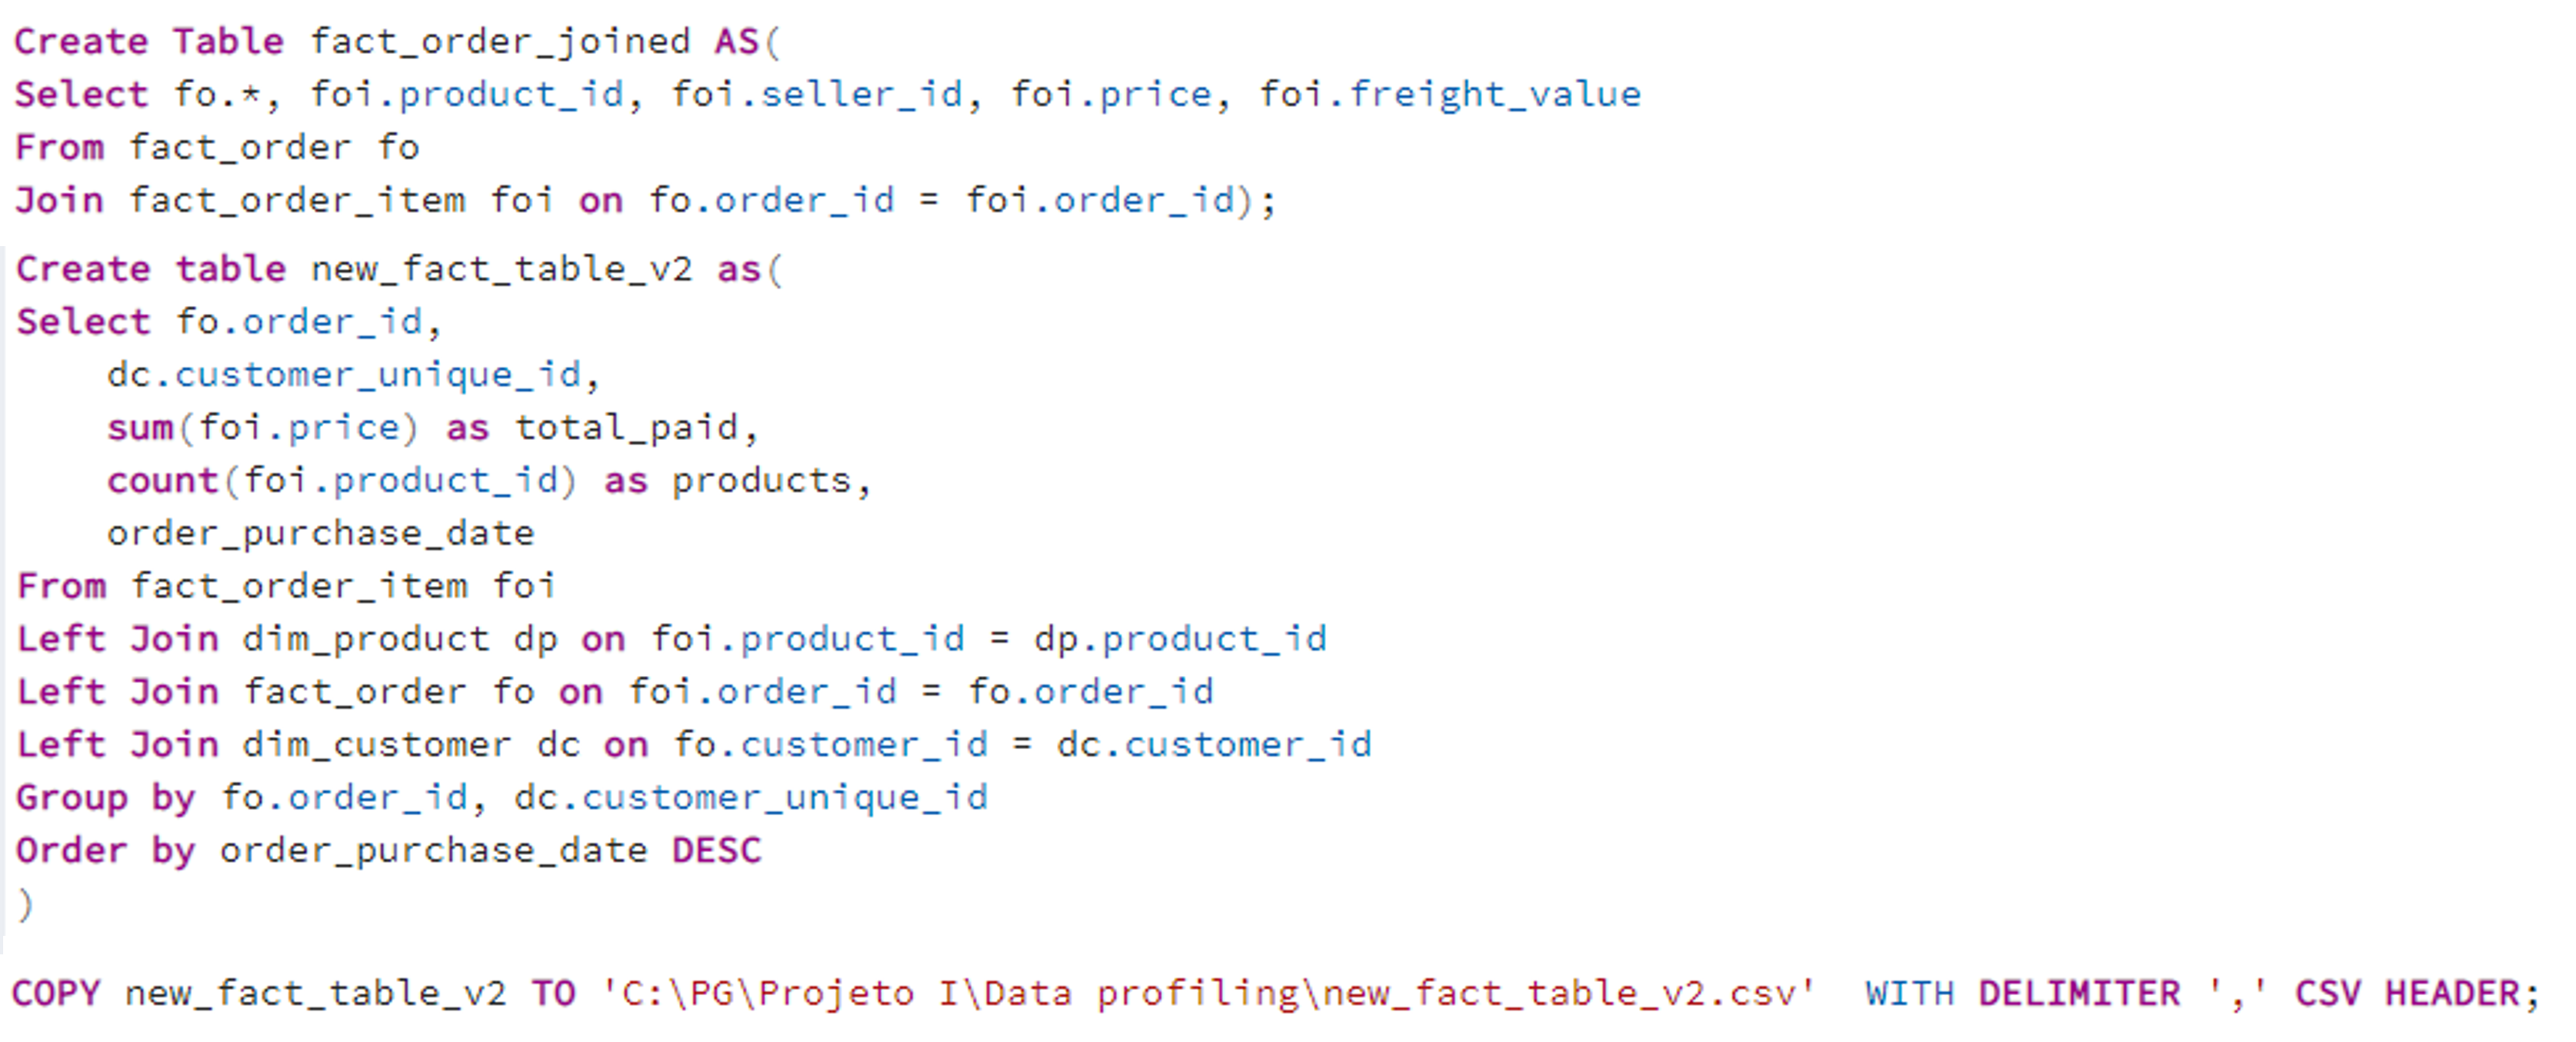 Create Table fact_order_joined AS(
Select fo.*, foi.product_id, foi.seller_id, foi.price, foi.freight_value
From fact_order fo
Join fact_order_item foi on fo.order_id = foi.order_id);
Create table new_fact_table_v2 as(
Select fo.order_id,
    dc.customer_unique_id,
    sum(foi.price) as total_paid,
    count(foi.product_id) as products,
    order_purchase_date
From fact_order_item foi
Left Join dim_product dp on foi.product_id = dp.product_id
Left Join fact_order fo on foi.order_id = fo.order_id
Left Join dim_customer dc on fo.customer_id = dc.customer_id
Group by fo.order_id, dc.customer_unique_id
Order by order_purchase_date DESC
)
COPY new_fact_table_v2 TO 'C:\PG\Projeto I\Data profiling\new_fact_table_v2.csv'  WITH DELIMITER ',' CSV HEADER;